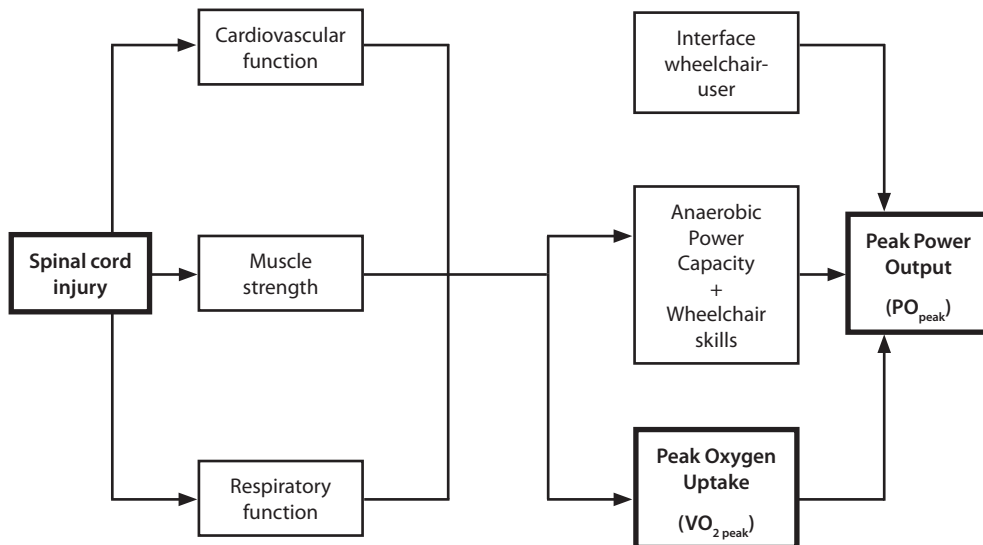 Cardiovascular
function
Interface
wheelchair-
user
Spinal cord
injury
Muscle
strength
Anaerobic
Power
Capacity
+
Wheelchair
skills
Peak Power
Output
(POpeak)
Respiratory
function
Peak Oxygen
Uptake
(VO2 peak)